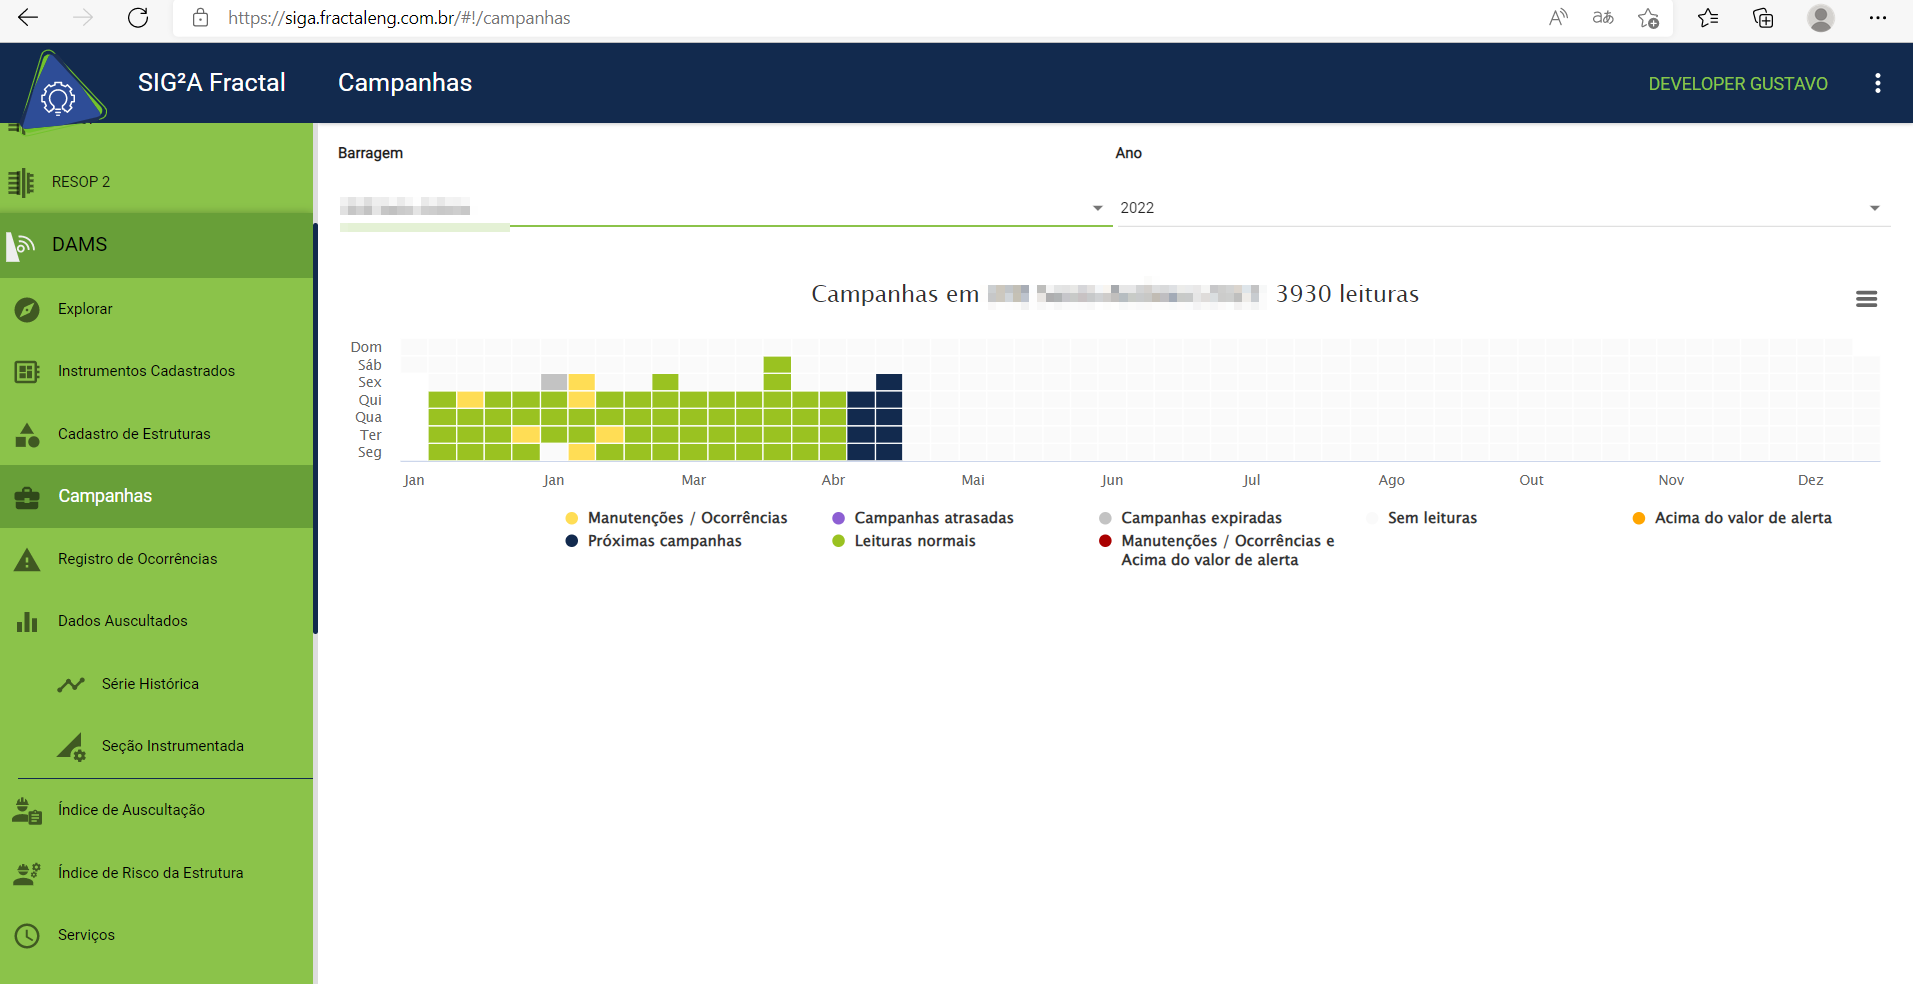 https://siga.fractaleng.com.br/#!/campanhas
SIG²A Fractal
Campanhas
DEVELOPER GUSTAVO
RESOP 2
DAMS
Explorar
Instrumentos Cadastrados
Cadastro de Estruturas
Campanhas
Registro de Ocorrências
Dados Auscultados
Série Histórica
Seção Instrumentada
Índice de Auscultação
Índice de Risco da Estrutura
Serviços
Barragem
Ano
2022
Campanhas em 3930 leituras
Dom
Sáb
Sex
Qui
Qua
Ter
Seg
Jan Jan Mar Abr Mai Jun Jul Ago Out Nov Dez
Manutenções / Ocorrências
Campanhas atrasadas
Campanhas expiradas
Sem leituras
Acima do valor de alerta
Próximas campanhas
Leituras normais
Manutenções / Ocorrências e
Acima do valor de alerta